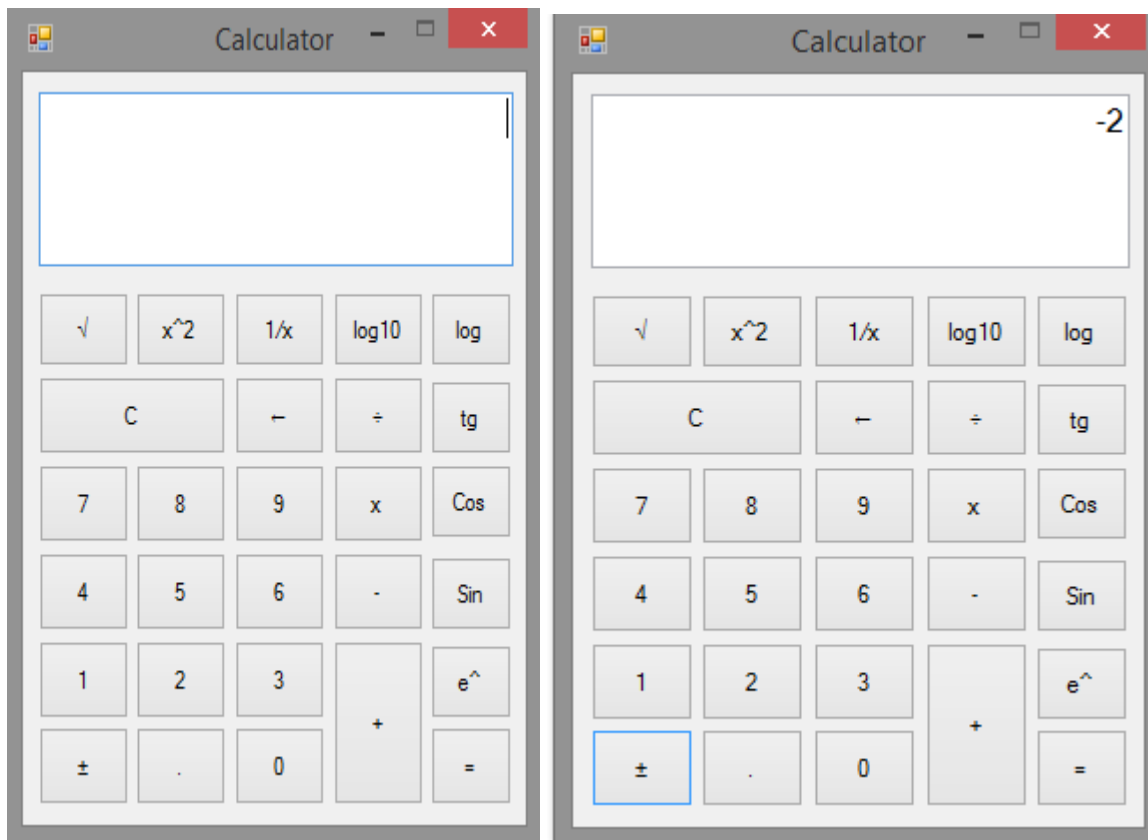 Calculator
√ x^2 1/x log10 log
C ← ÷ tg
7 8 9 x Cos
4 5 6 - Sin
1 2 3 + e^
± . 0 =
Calculator
-2
√ x^2 1/x log10 log
C ← ÷ tg
7 8 9 x Cos
4 5 6 - Sin
1 2 3 + e^
± . 0 =